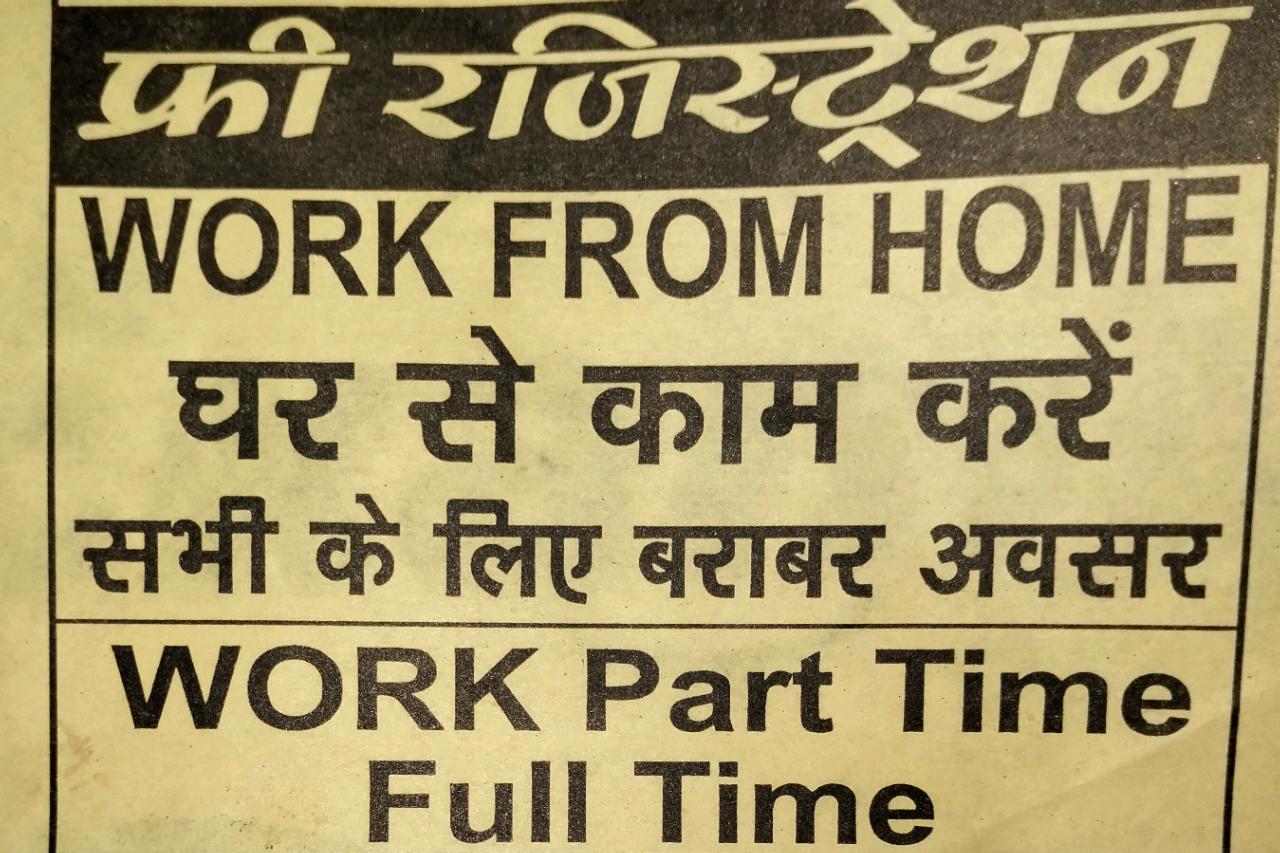 फ्री रजिस्ट्रेशन
WORK FROM HOME
घर से काम करें
सभी के लिए बराबर अवसर
WORK Part Time
Full Time